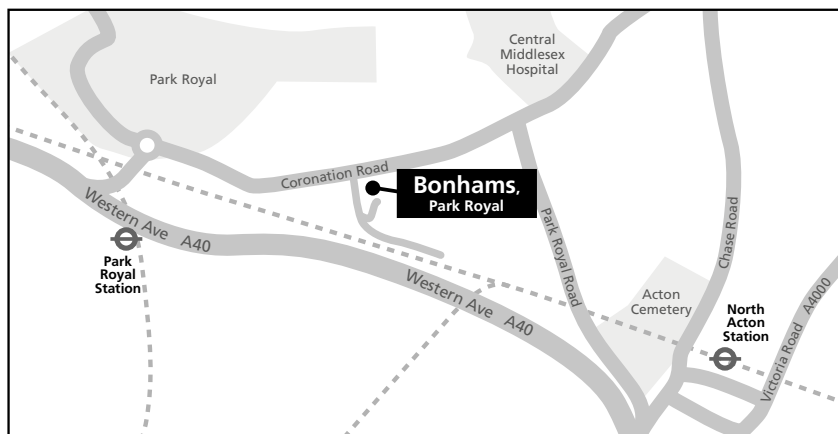 Central
Middlesex
Hospital
Park Royal
Coronation Road
Bonhams,
Park Royal
Western Ave A40
Park
Royal
Station
Park Royal Road
Chase Road
Western Ave A40
Acton
Cemetery
North
Acton
Station
Victoria Road A4000